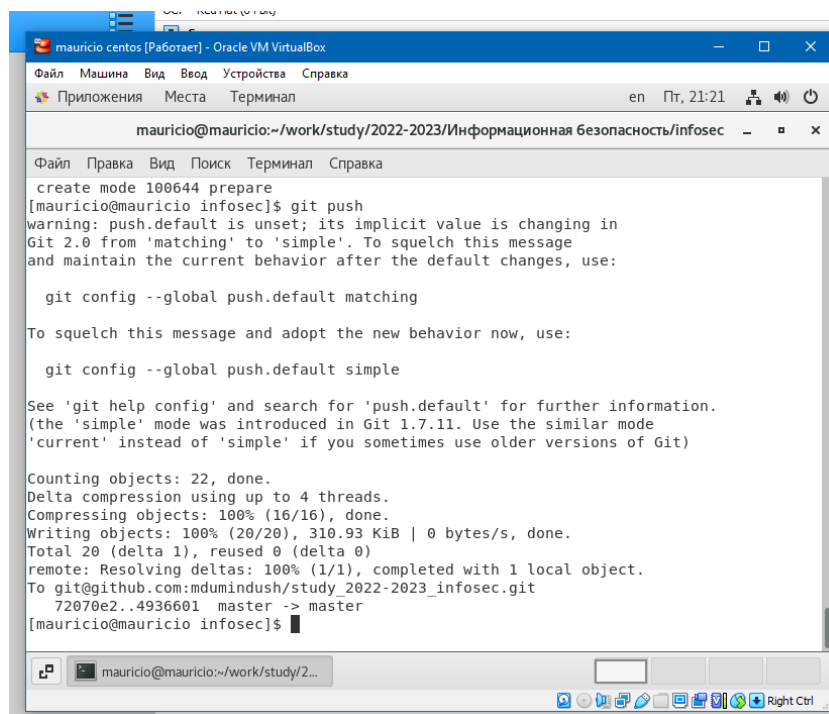 mauricio centos [Работает] - Oracle VM VirtualBox
Файл Машина Вид Ввод Устройства Справка
Приложения Места Терминал en Пт, 21:21
mauricio@mauricio:~/work/study/2022-2023/Информационная безопасность/infosec
Файл Правка Вид Поиск Терминал Справка
create mode 100644 prepare
[mauricio@mauricio infosec]$ git push
warning: push.default is unset; its implicit value is changing in
Git 2.0 from 'matching' to 'simple'. To squelch this message
and maintain the current behavior after the default changes, use:
git config --global push.default matching
To squelch this message and adopt the new behavior now, use:
git config --global push.default simple
See 'git help config' and search for 'push.default' for further information.
(the 'simple' mode was introduced in Git 1.7.11. Use the similar mode
'current' instead of 'simple' if you sometimes use older versions of Git)
Counting objects: 22, done.
Delta compression using up to 4 threads.
Compressing objects: 100% (16/16), done.
Writing objects: 100% (20/20), 310.93 KiB | 0 bytes/s, done.
Total 20 (delta 1), reused 0 (delta 0)
remote: Resolving deltas: 100% (1/1), completed with 1 local object.
To git@github.com:mdumindush/study_2022-2023_infosec.git
72070e2..4936601 master -> master
[mauricio@mauricio infosec]$
mauricio@mauricio:~/work/study/2...
Right Ctrl